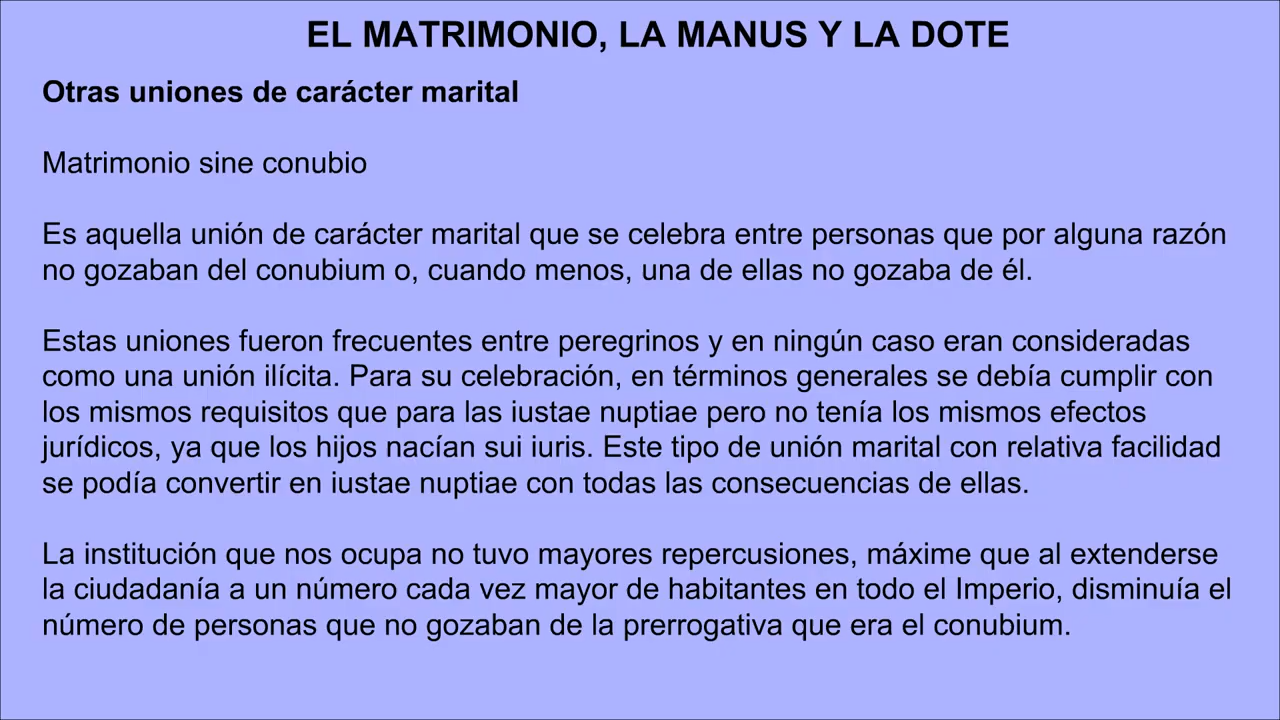 EL MATRIMONIO, LA MANUS Y LA DOTE
Otras uniones de carácter marital
Matrimonio sine conubio
Es aquella unión de carácter marital que se celebra entre personas que por alguna razón
no gozaban del conubium o, cuando menos, una de ellas no gozaba de él.
Estas uniones fueron frecuentes entre peregrinos y en ningún caso eran consideradas
como una unión ilícita. Para su celebración, en términos generales se debía cumplir con
los mismos requisitos que para las iustae nuptiae pero no tenía los mismos efectos
jurídicos, ya que los hijos nacían sui iuris. Este tipo de unión marital con relativa facilidad
se podía convertir en iustae nuptiae con todas las consecuencias de ellas.
La institución que nos ocupa no tuvo mayores repercusiones, máxime que al extenderse
la ciudadanía a un número cada vez mayor de habitantes en todo el Imperio, disminuía el
número de personas que no gozaban de la prerrogativa que era el conubium.